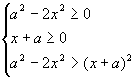 a² − 2x² ≥ 0
x + a ≥ 0
a² − 2x² > (x + a)²